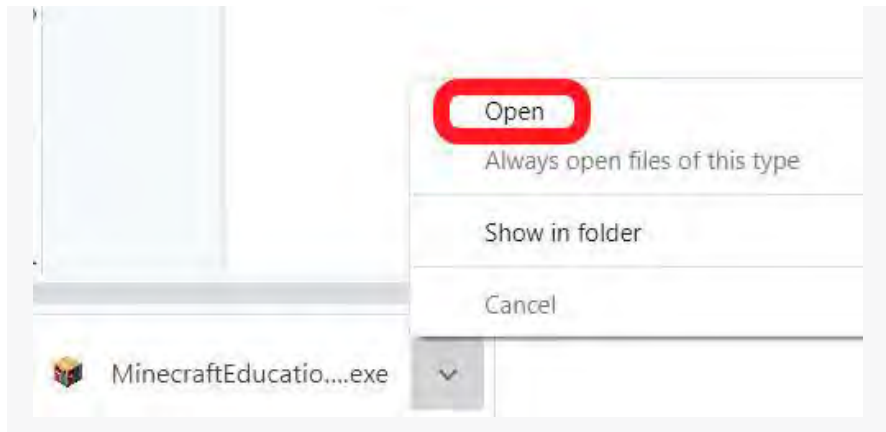 Open
Always open files of this type
Show in folder
Cancel
MinecraftEducatio....exe